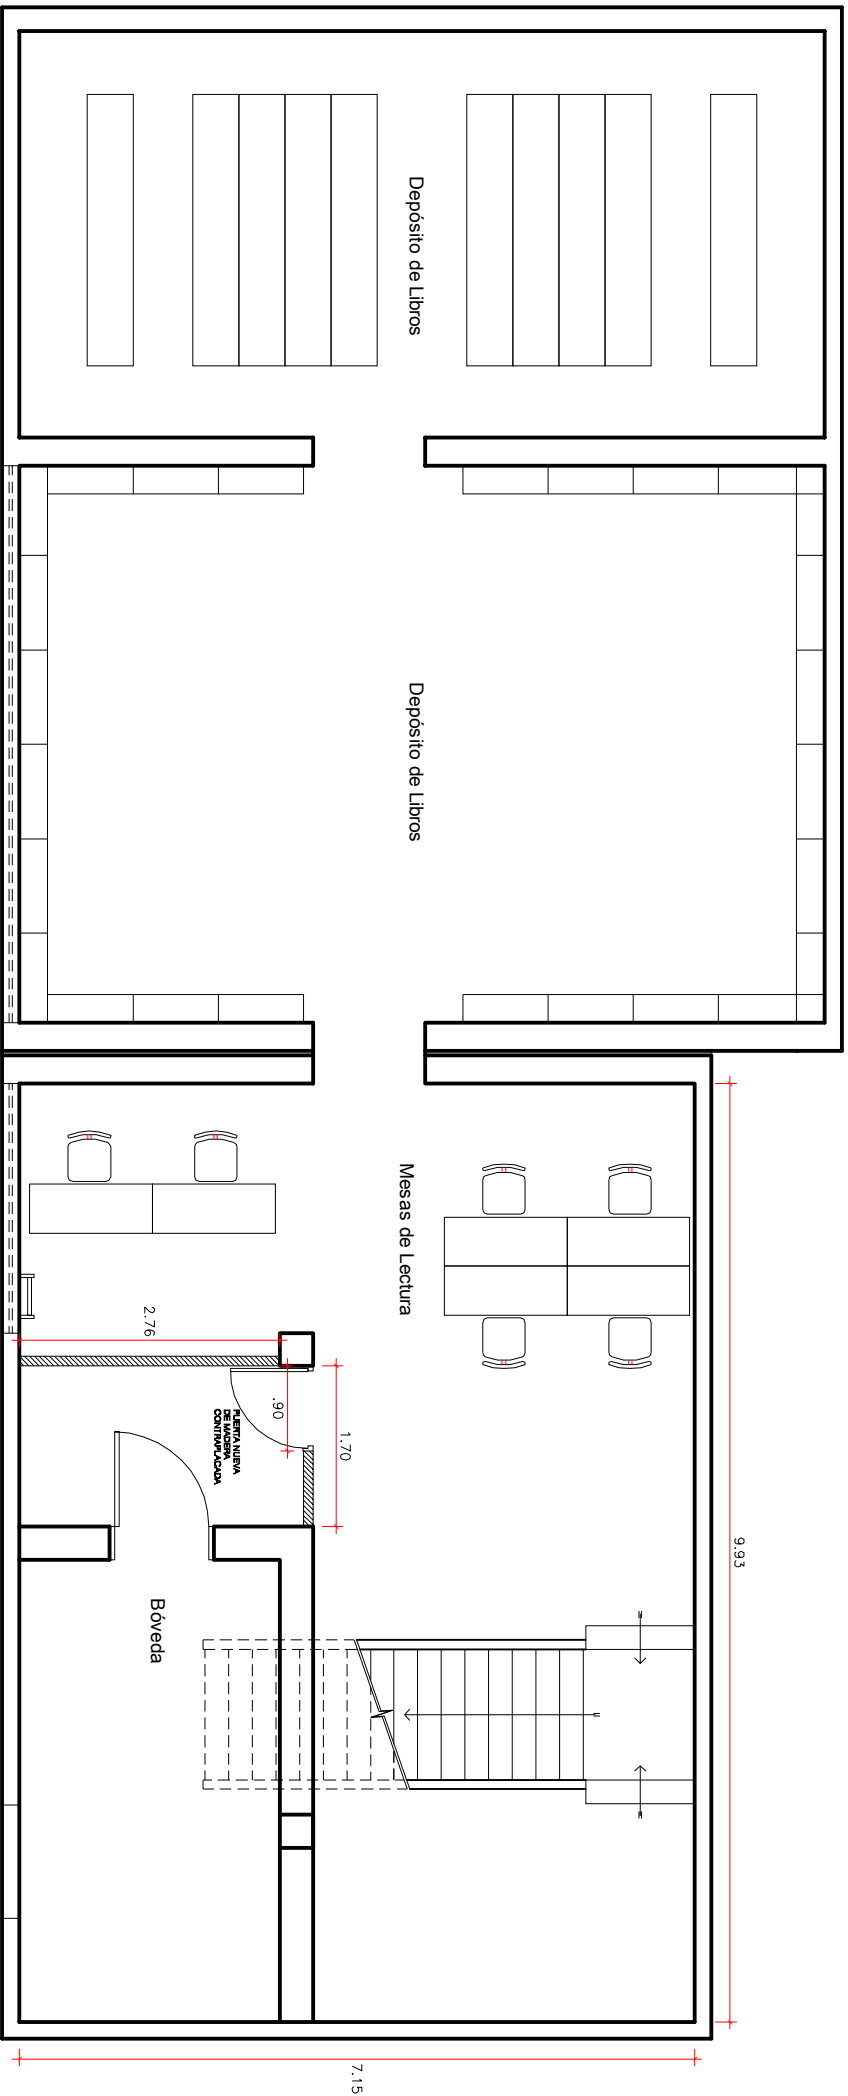 Depósito de Libros
Depósito de Libros
Mesas de Lectura
2.76
.90
1.70
PUERTA NUEVA
DE MADERA
CONTRAPLACADA
9.93
Bóveda
7.15